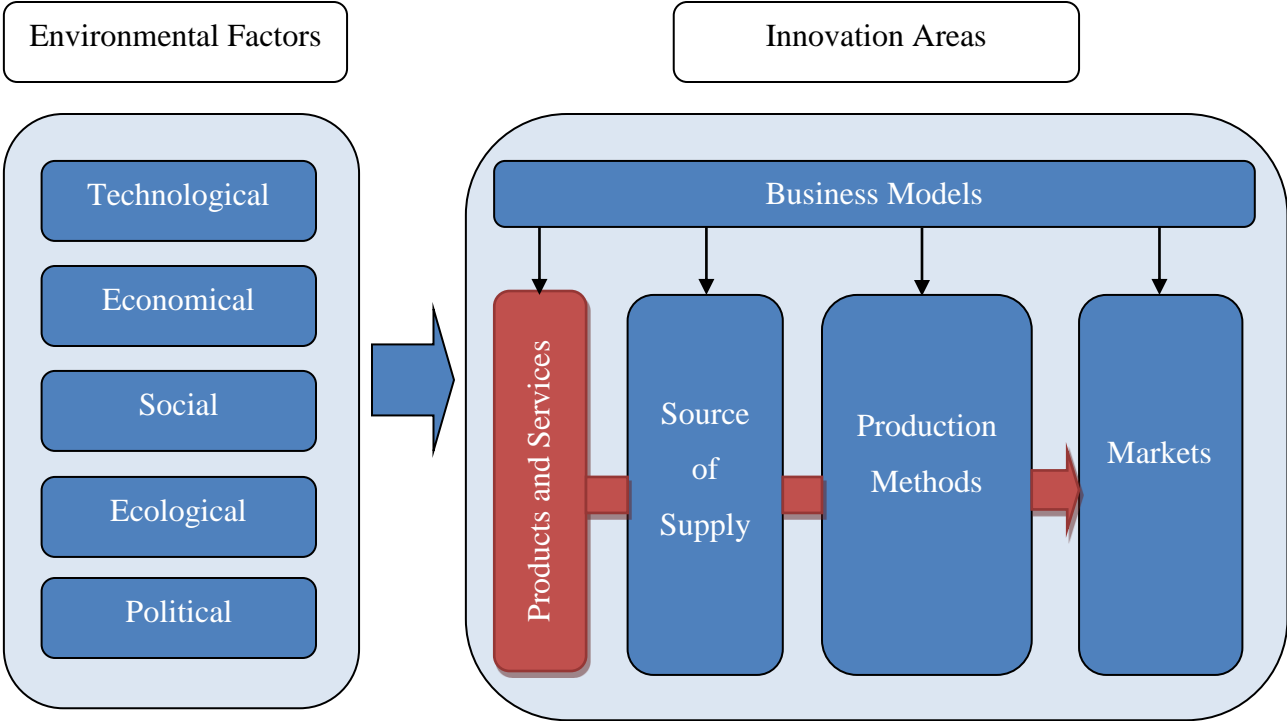 Environmental Factors
Innovation Areas
Technological
Economical
Social
Ecological
Political
Business Models
Products and Services
Source
of
Supply
Production
Methods
Markets